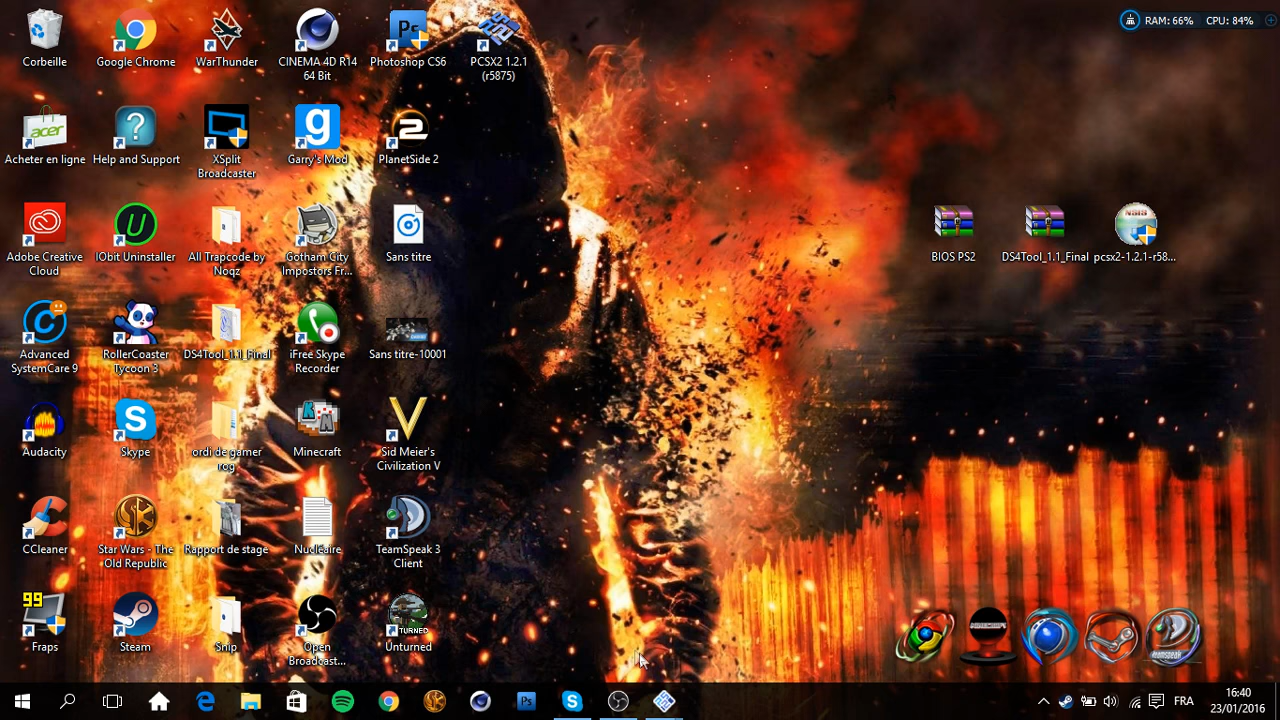 Corbeille
Google Chrome
WarThunder
CINEMA 4D R14
64 Bit
Photoshop CS6
PCSX2 1.2.1
(r5875)
RAM: 66% CPU: 84%
acer
Acheter en ligne
Help and Support
XSplit
Broadcaster
Garry's Mod
PlanetSide 2
Adobe Creative
Cloud
IObit Uninstaller
All Trapcode by
Noqz
Gotham City
Impostors Fr...
Sans titre
BIOS PS2
DS4Tool_1.1_Final
pcsx2-1.2.1-r58...
Advanced
SystemCare 9
RollerCoaster
Tycoon 3
DS4Tool_1.1_Final
iFree Skype
Recorder
Sans titre-10001
Audacity
Skype
ordi de gamer
rog
Minecraft
Sid Meier's
Civilization V
CCleaner
Star Wars - The
Old Republic
Rapport de stage
Nucléaire
TeamSpeak 3
Client
99
Fraps
Steam
Snip
Open
Broadcast...
TURNED
Unturned
teamspeak
FRA
16:40
23/01/2016